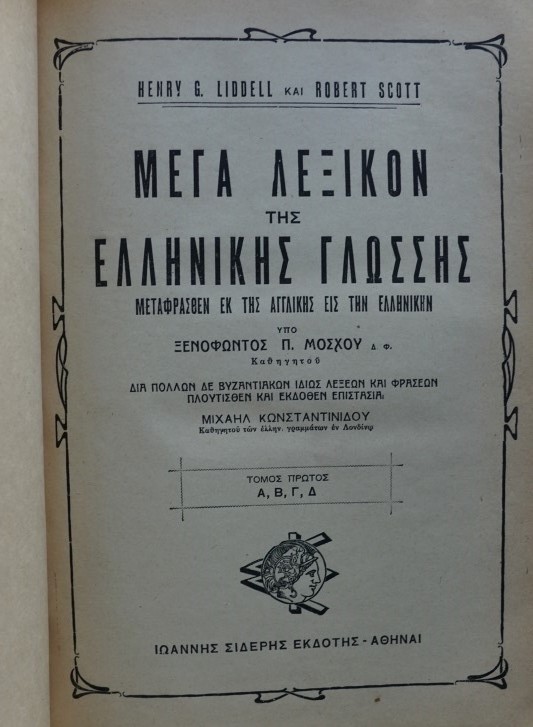 HENRY G. LIDDELL ΚΑΙ ROBERT SCOTT
ΜΕΓΑ ΛΕΞΙΚΟΝ
ΤΗΣ
ΕΛΛΗΝΙΚΗΣ ΓΛΩΣΣΗΣ
ΜΕΤΑΦΡΑΣΘΕΝ ΕΚ ΤΗΣ ΑΓΓΛΙΚΗΣ ΕΙΣ ΤΗΝ ΕΛΛΗΝΙΚΗΝ
ΥΠΟ
ΞΕΝΟΦΩΝΤΟΣ Π. ΜΟΣΧΟΥ Δ. Φ.
Καθηγητοῦ
ΔΙΑ ΠΟΛΛΩΝ ΔΕ ΒΥΖΑΝΤΙΑΚΩΝ ΙΔΙΩΣ ΛΕΞΕΩΝ ΚΑΙ ΦΡΑΣΕΩΝ
ΠΛΟΥΤΙΣΘΕΝ ΚΑΙ ΕΚΔΟΘΕΝ ΕΠΙΣΤΑΣΙΑ:
ΜΙΧΑΗΛ ΚΩΝΣΤΑΝΤΙΝΙΔΟΥ
Καθηγητοῦ τῶν ἑλλην. γραμμάτων ἐν Λονδίνῳ
ΤΟΜΟΣ ΠΡΩΤΟΣ
Α, Β, Γ, Δ
ΙΩΑΝΝΗΣ ΣΙΔΕΡΗΣ ΕΚΔΟΤΗΣ - ΑΘΗΝΑΙ